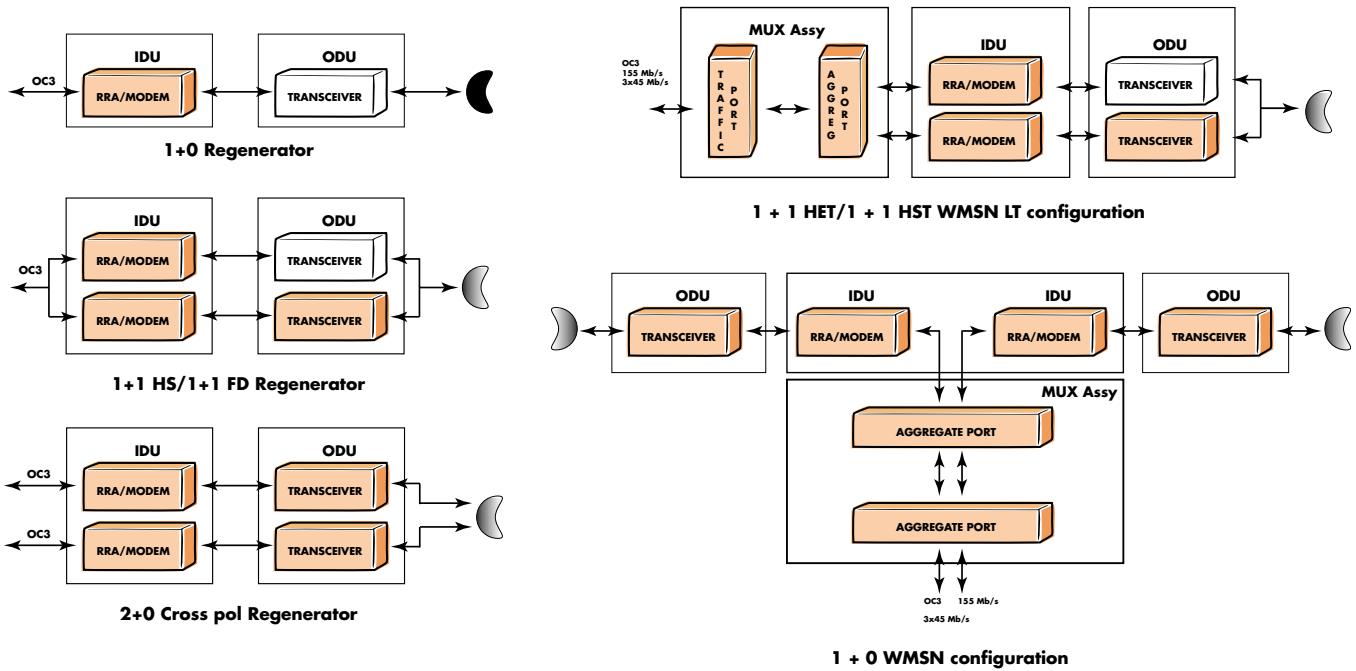 IDU
ODU
OC3
RRA/MODEM
TRANSCEIVER
1+0 Regenerator
IDU
ODU
OC3
RRA/MODEM
TRANSCEIVER
RRA/MODEM
TRANSCEIVER
1+1 HS/1+1 FD Regenerator
IDU
ODU
OC3
RRA/MODEM
TRANSCEIVER
OC3
RRA/MODEM
TRANSCEIVER
2+0 Cross pol Regenerator
MUX Assy
IDU
ODU
OC3
155 Mb/s
3x45 Mb/s
TRAFFIC
PORT
AGGREG
PORT
RRA/MODEM
TRANSCEIVER
RRA/MODEM
TRANSCEIVER
1 + 1 HET/1 + 1 HST WMSN LT configuration
ODU
IDU
IDU
ODU
TRANSCEIVER
RRA/MODEM
RRA/MODEM
TRANSCEIVER
MUX Assy
AGGREGATE PORT
AGGREGATE PORT
OC3 155 Mb/s
3x45 Mb/s
1 + 0 WMSN configuration